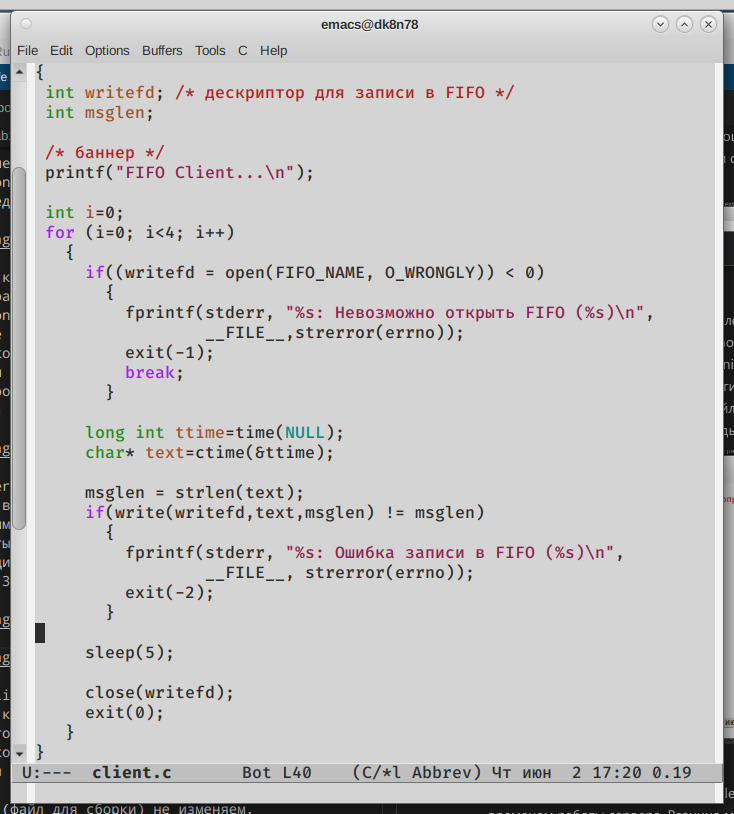 emacs@dk8n78
File Edit Options Buffers Tools C Help
{
int writefd; /* дескриптор для записи в FIFO */
int msglen;
/* баннер */
printf("FIFO Client...\n");
int i=0;
for (i=0; i<4; i++)
{
if((writefd = open(FIFO_NAME, O_WRONLY)) < 0)
{
fprintf(stderr, "%s: Невозможно открыть FIFO (%s)\n",
__FILE__,strerror(errno));
exit(-1);
break;
}
long int ttime=time(NULL);
char* text=ctime(&ttime);
msglen = strlen(text);
if(write(writefd,text,msglen) != msglen)
{
fprintf(stderr, "%s: Ошибка записи в FIFO (%s)\n",
__FILE__, strerror(errno));
exit(-2);
}
sleep(5);
close(writefd);
exit(0);
}
}
U:--- client.c Bot L40 (C/*l Abbrev) Чт июн 2 17:20 0.19
(файл для сборки) не изменяем.